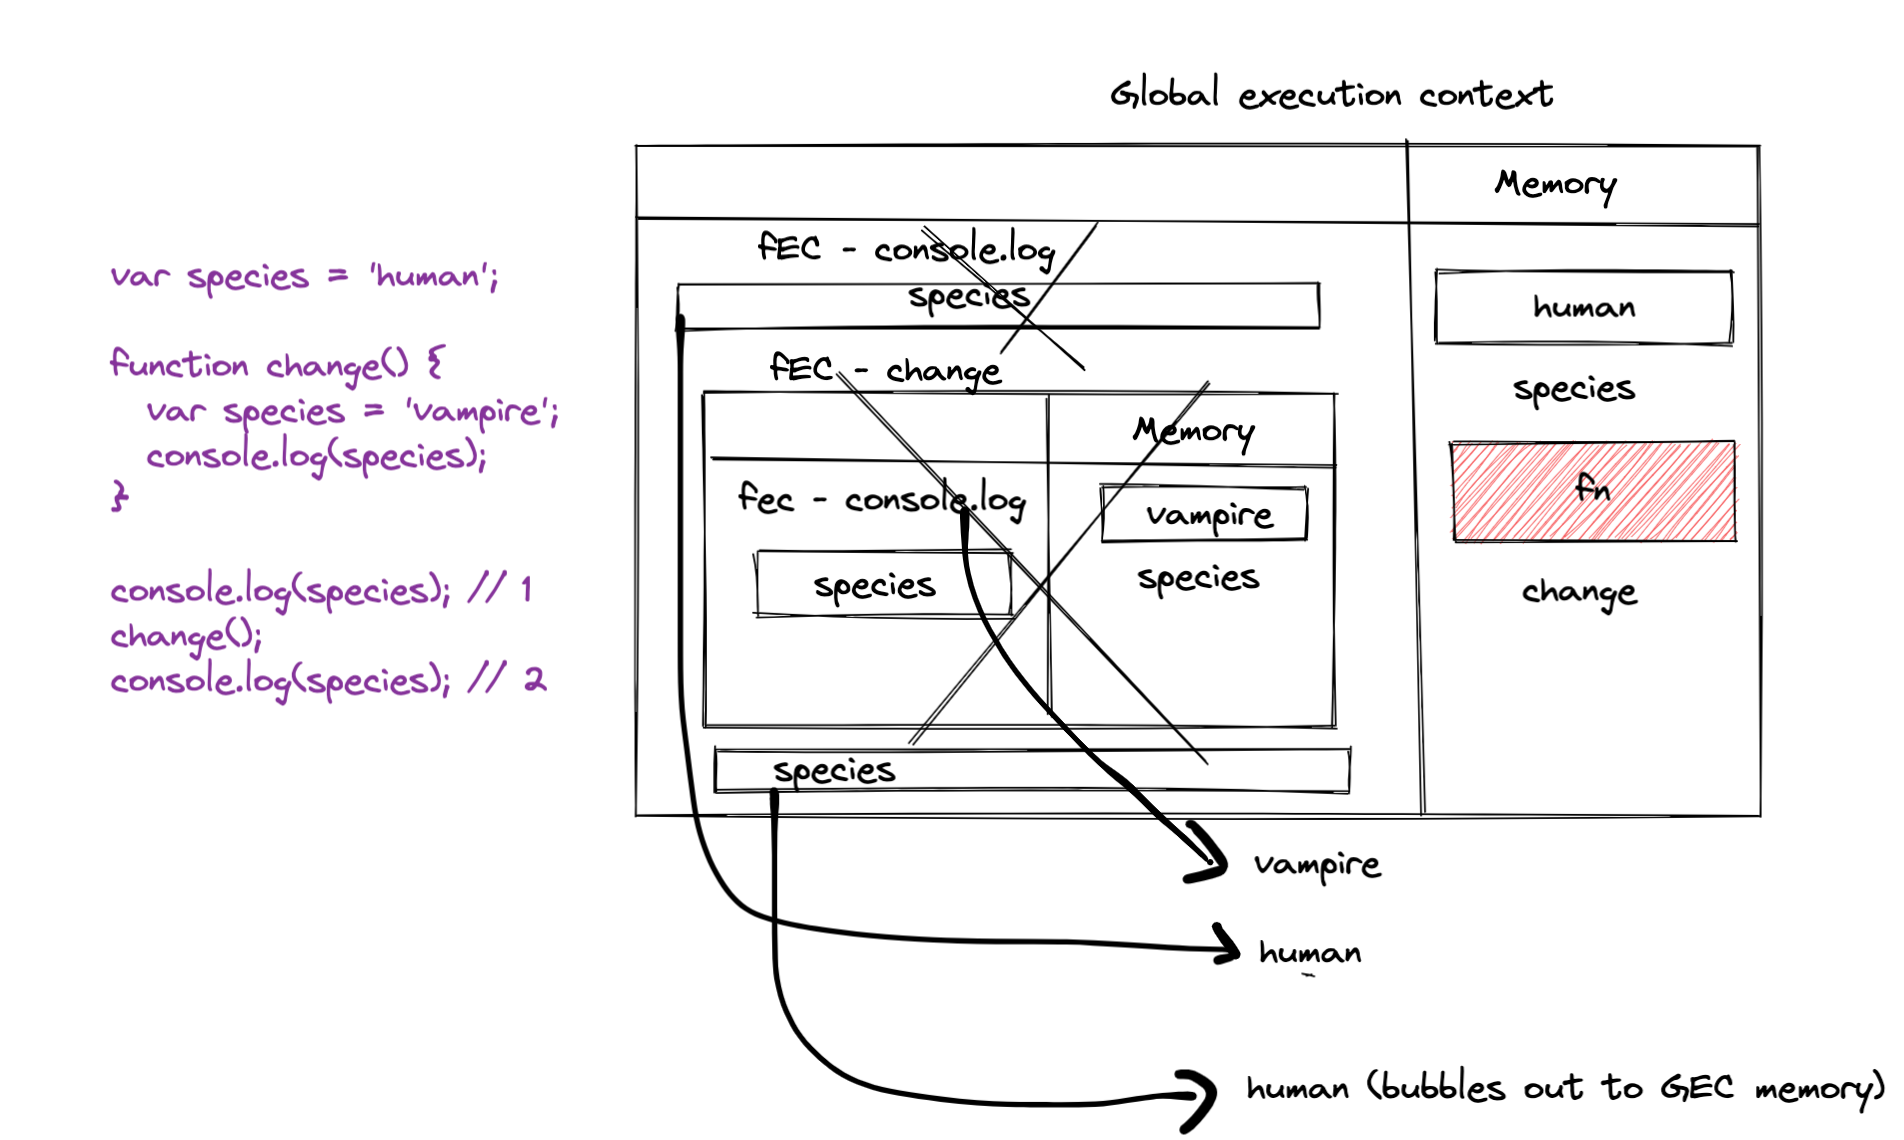 Global execution context
Memory
var species = 'human';
function change() {
var species = 'vampire';
console.log(species);
}
console.log(species); // 1
change();
console.log(species); // 2
fEC - console.log
species
fEC - change
Memory
fec - console.log
species
vampire
species
species
human
species
fn
change
vampire
human
human (bubbles out to GEC memory)